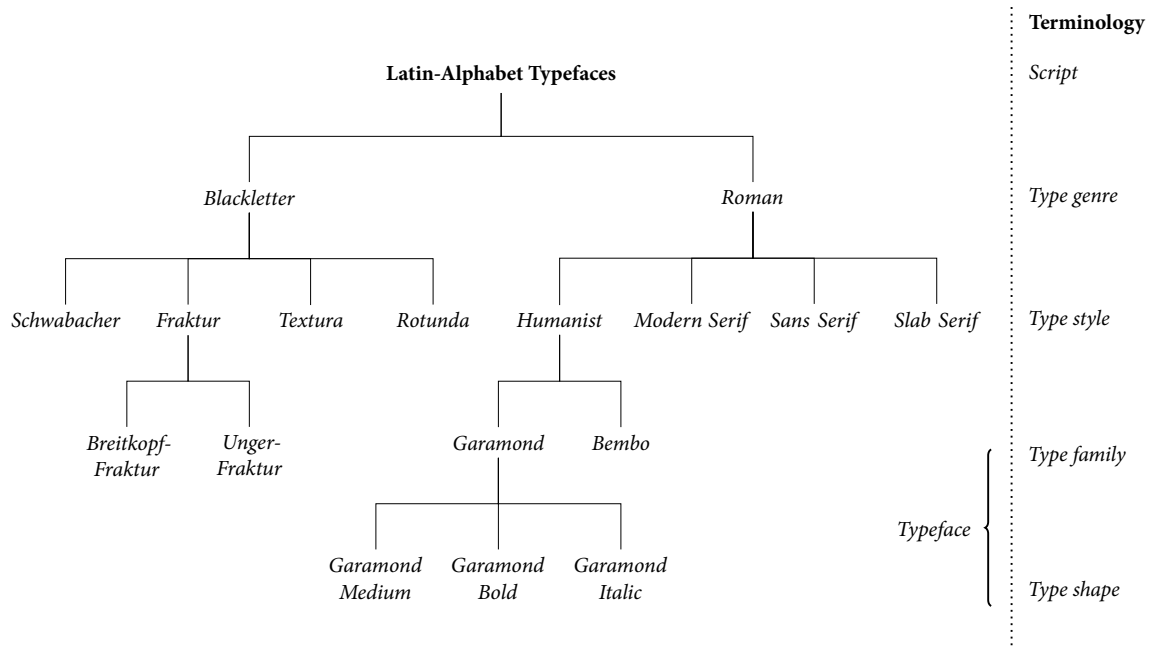 Terminology
Latin-Alphabet Typefaces
Script
Blackletter
Roman
Type genre
Schwabacher
Fraktur
Textura
Rotunda
Humanist
Modern Serif
Sans Serif
Slab Serif
Type style
Breitkopf-
Fraktur
Unger-
Fraktur
Garamond
Bembo
Type family
Typeface
Garamond
Medium
Garamond
Bold
Garamond
Italic
Type shape